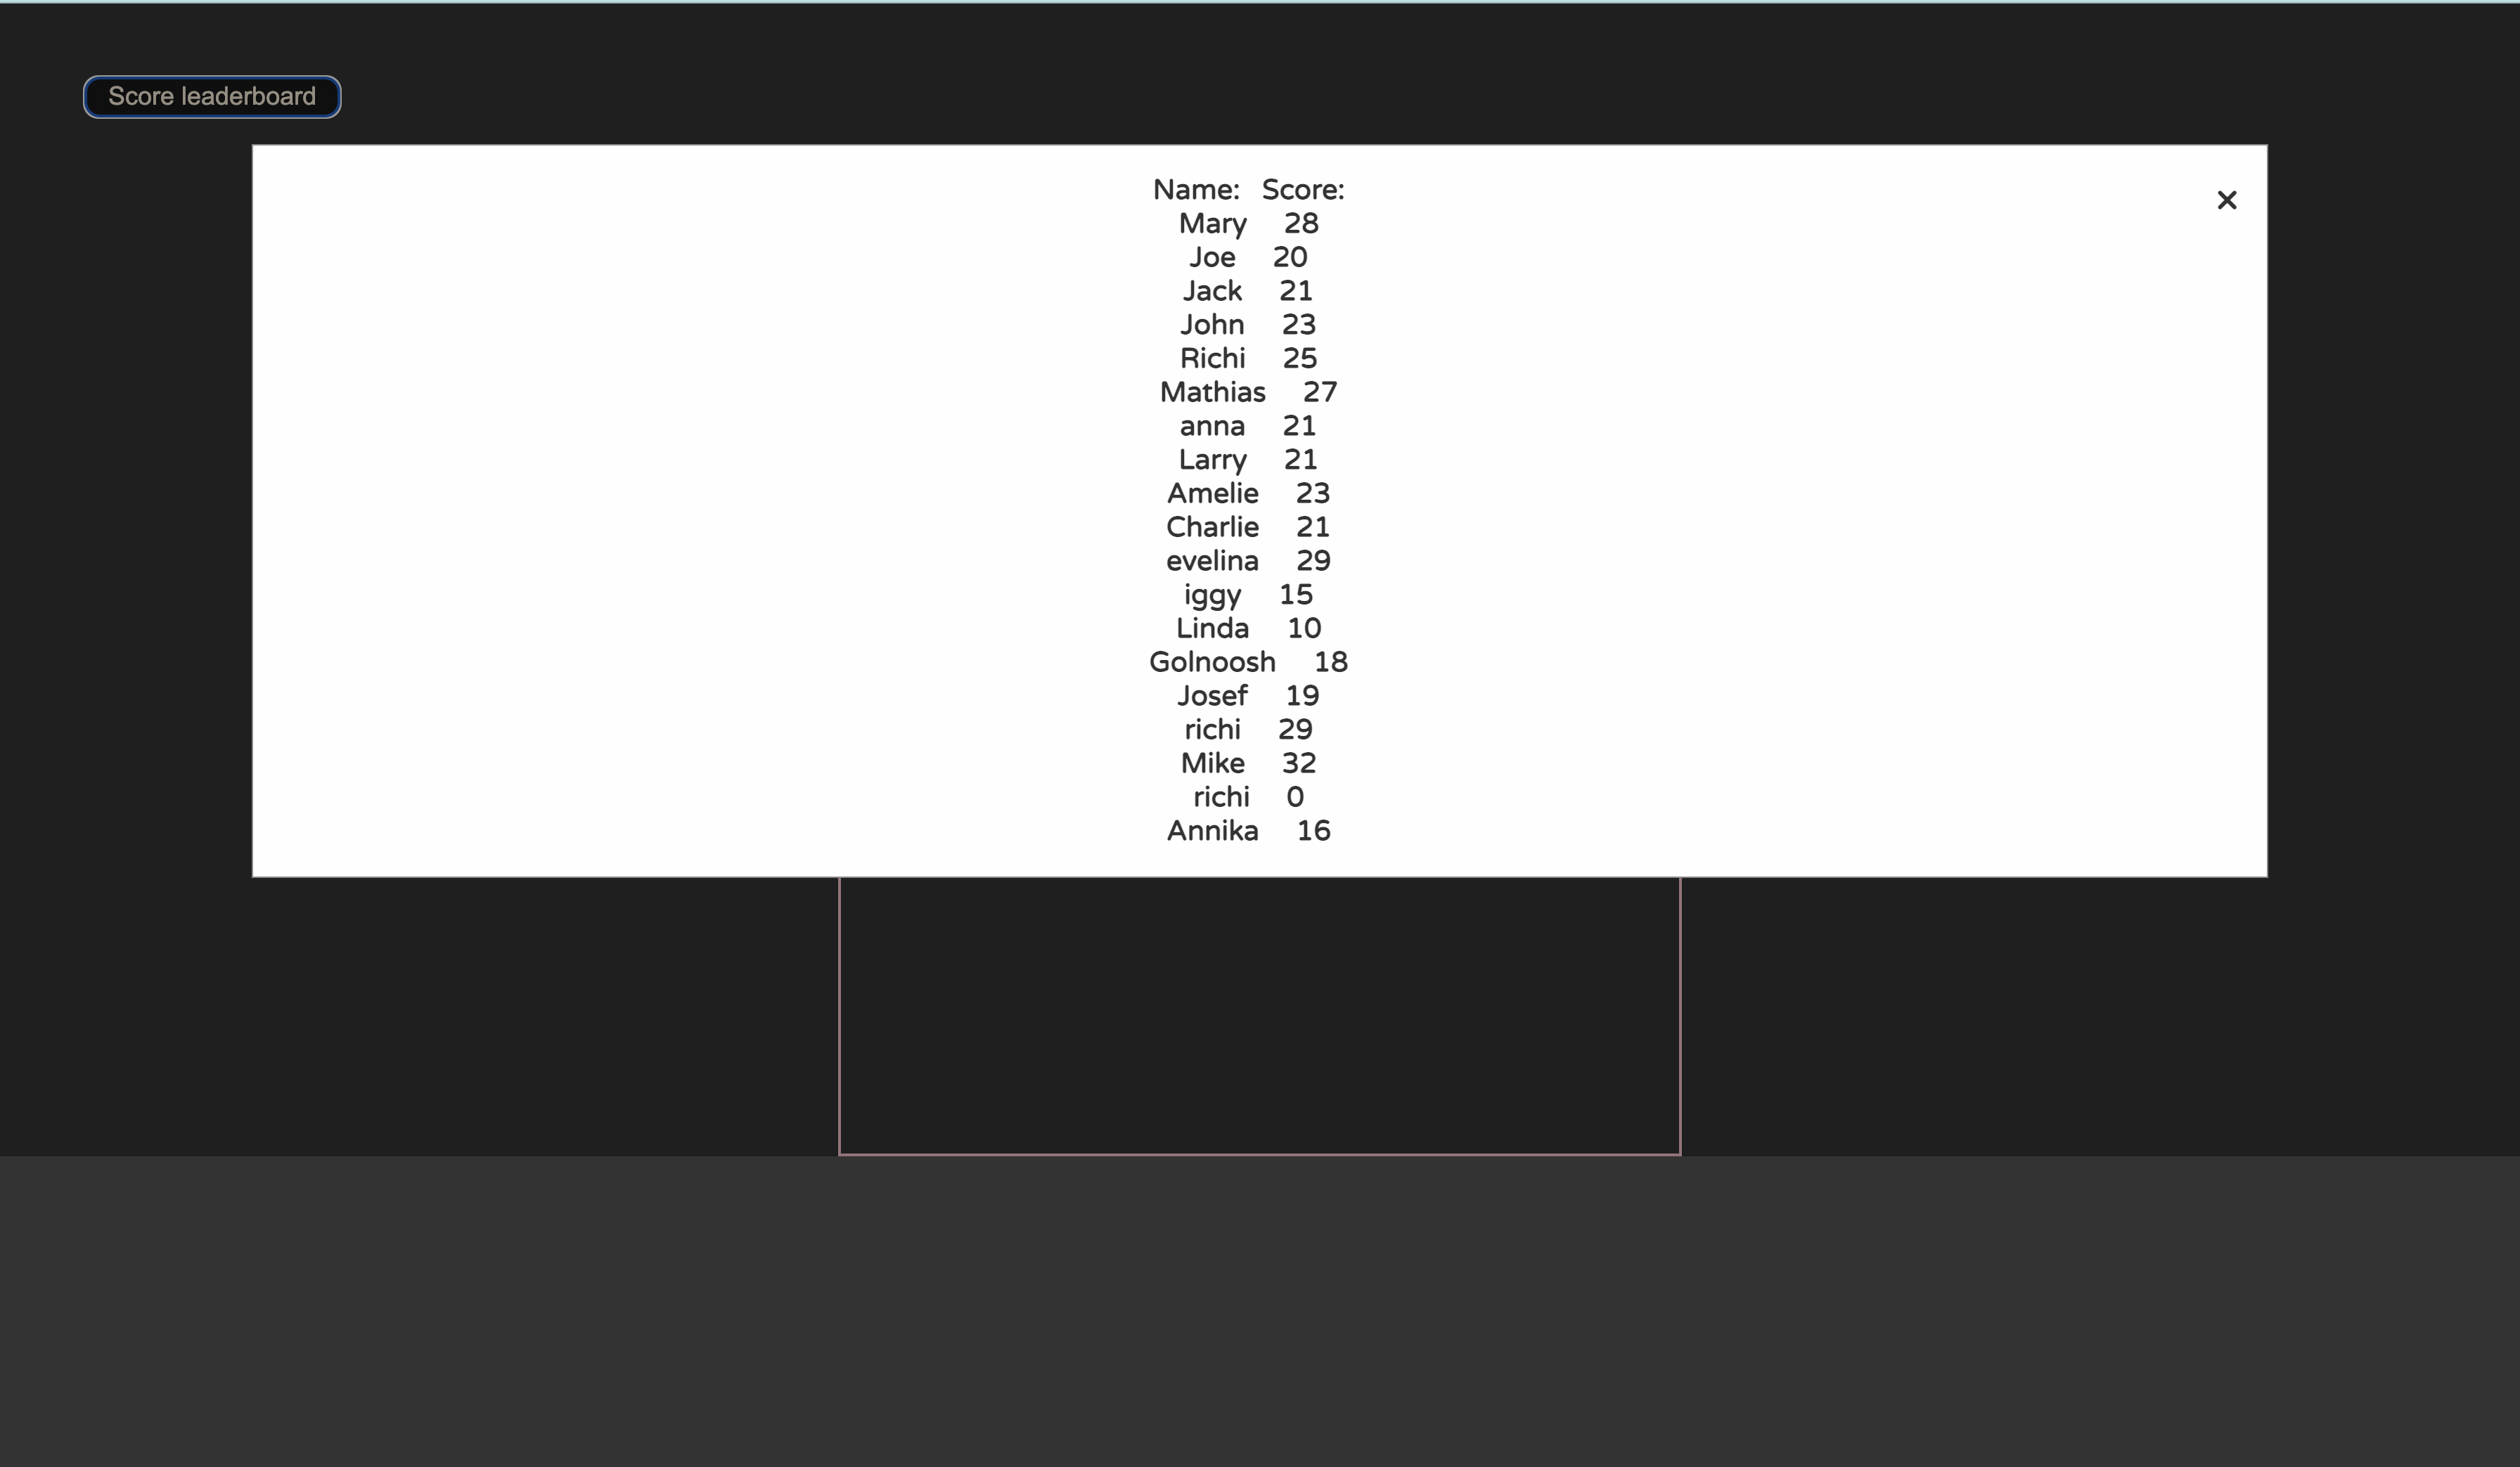 Score leaderboard
Name: Score:
Mary 28
Joe 20
Jack 21
John 23
Richi 25
Mathias 27
anna 21
Larry 21
Amelie 23
Charlie 21
evelina 29
iggy 15
Linda 10
Golnoosh 18
Josef 19
richi 29
Mike 32
richi 0
Annika 16